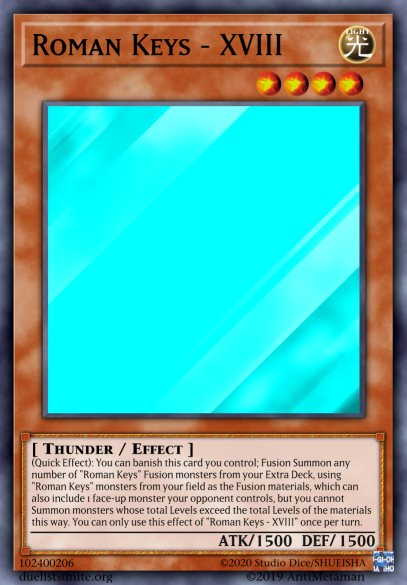 Roman Keys - XVIII
LIGHT
光
[ Thunder / Effect ]
(Quick Effect): You can banish this card you control; Fusion Summon any
number of "Roman Keys" Fusion monsters from your Extra Deck, using
"Roman Keys" monsters from your field as the Fusion materials, which can
also include 1 face-up monster your opponent controls, but you cannot
Summon monsters whose total Levels exceed the total Levels of the materials
this way. You can only use this effect of "Roman Keys - XVIII" once per turn.
ATK/1500 DEF/1500
102400206
©2020 Studio Dice/SHUEISHA
duelistsunite.org
©2019 AntiMetaman